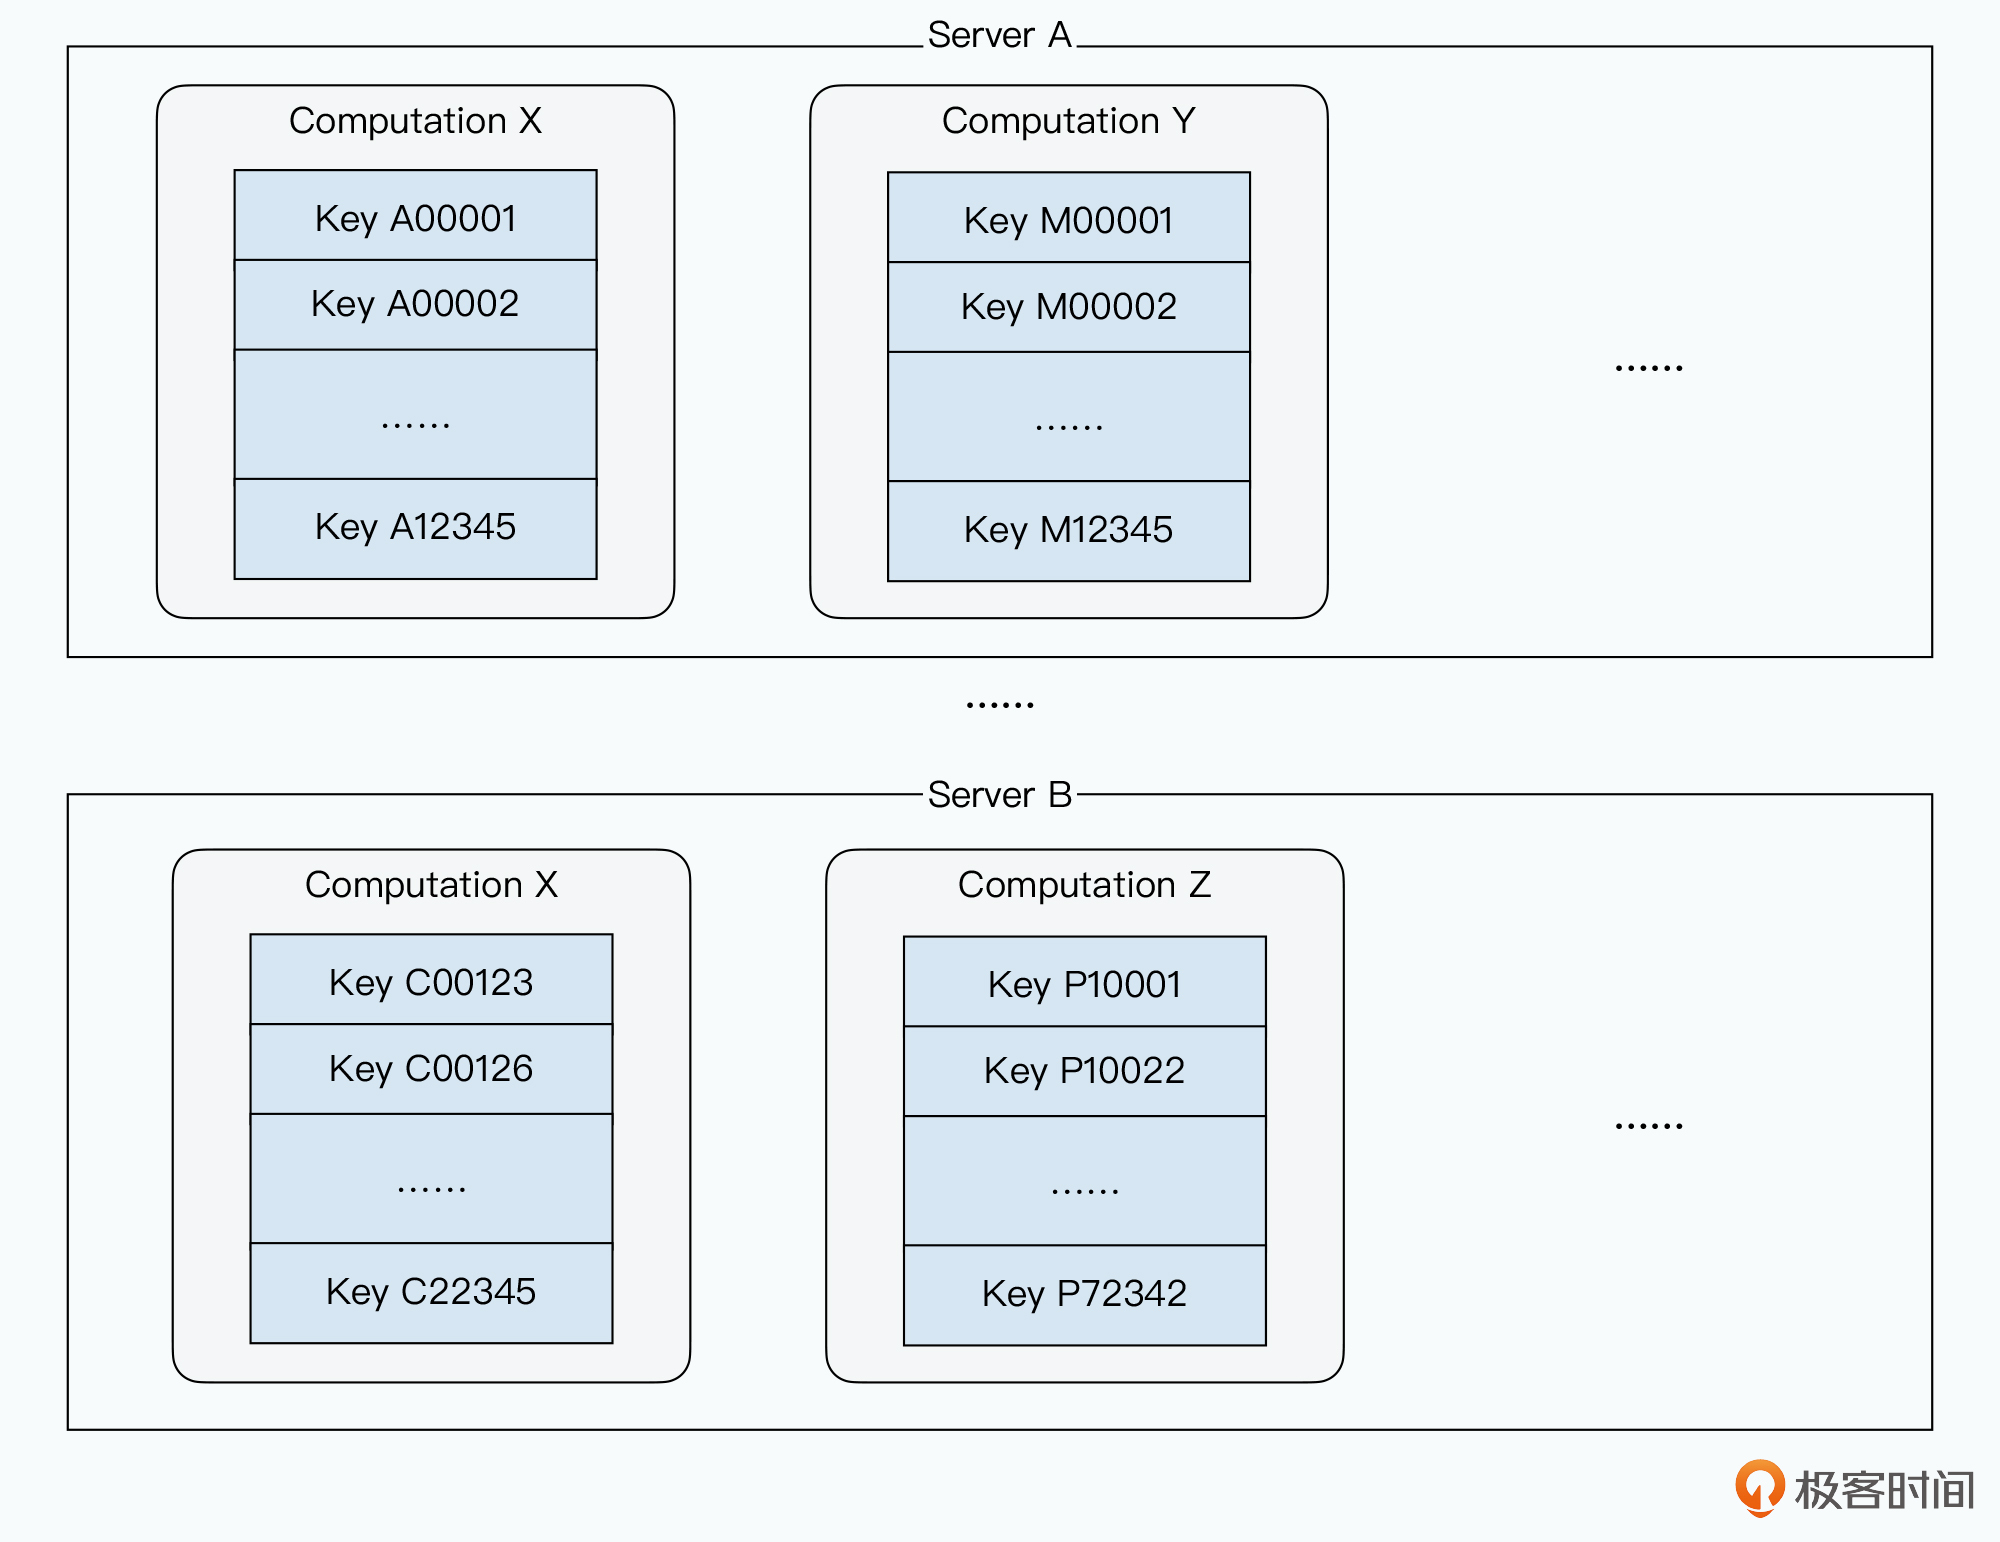 Server A
Computation X
Key A00001
Key A00002
......
Key A12345
Computation Y
Key M00001
Key M00002
......
Key M12345
......
......
Server B
Computation X
Key C00123
Key C00126
......
Key C22345
Computation Z
Key P10001
Key P10022
......
Key P72342
......
极客时间